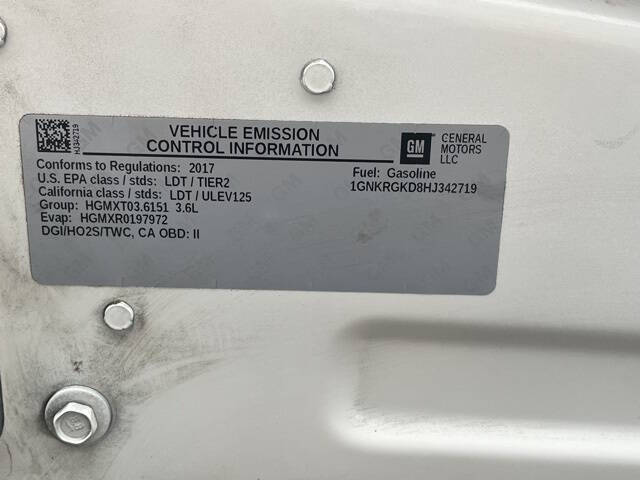 HJ342719
VEHICLE EMISSION
CONTROL INFORMATION
GM
GENERAL
MOTORS
LLC
Conforms to Regulations: 2017
U.S. EPA class / stds: LDT / TIER2
California class / stds: LDT / ULEV125
Group: HGMXT03.6151 3.6L
Evap: HGMXR0197972
DGI/HO2S/TWC, CA OBD: II
Fuel: Gasoline
1GNKRGKD8HJ342719